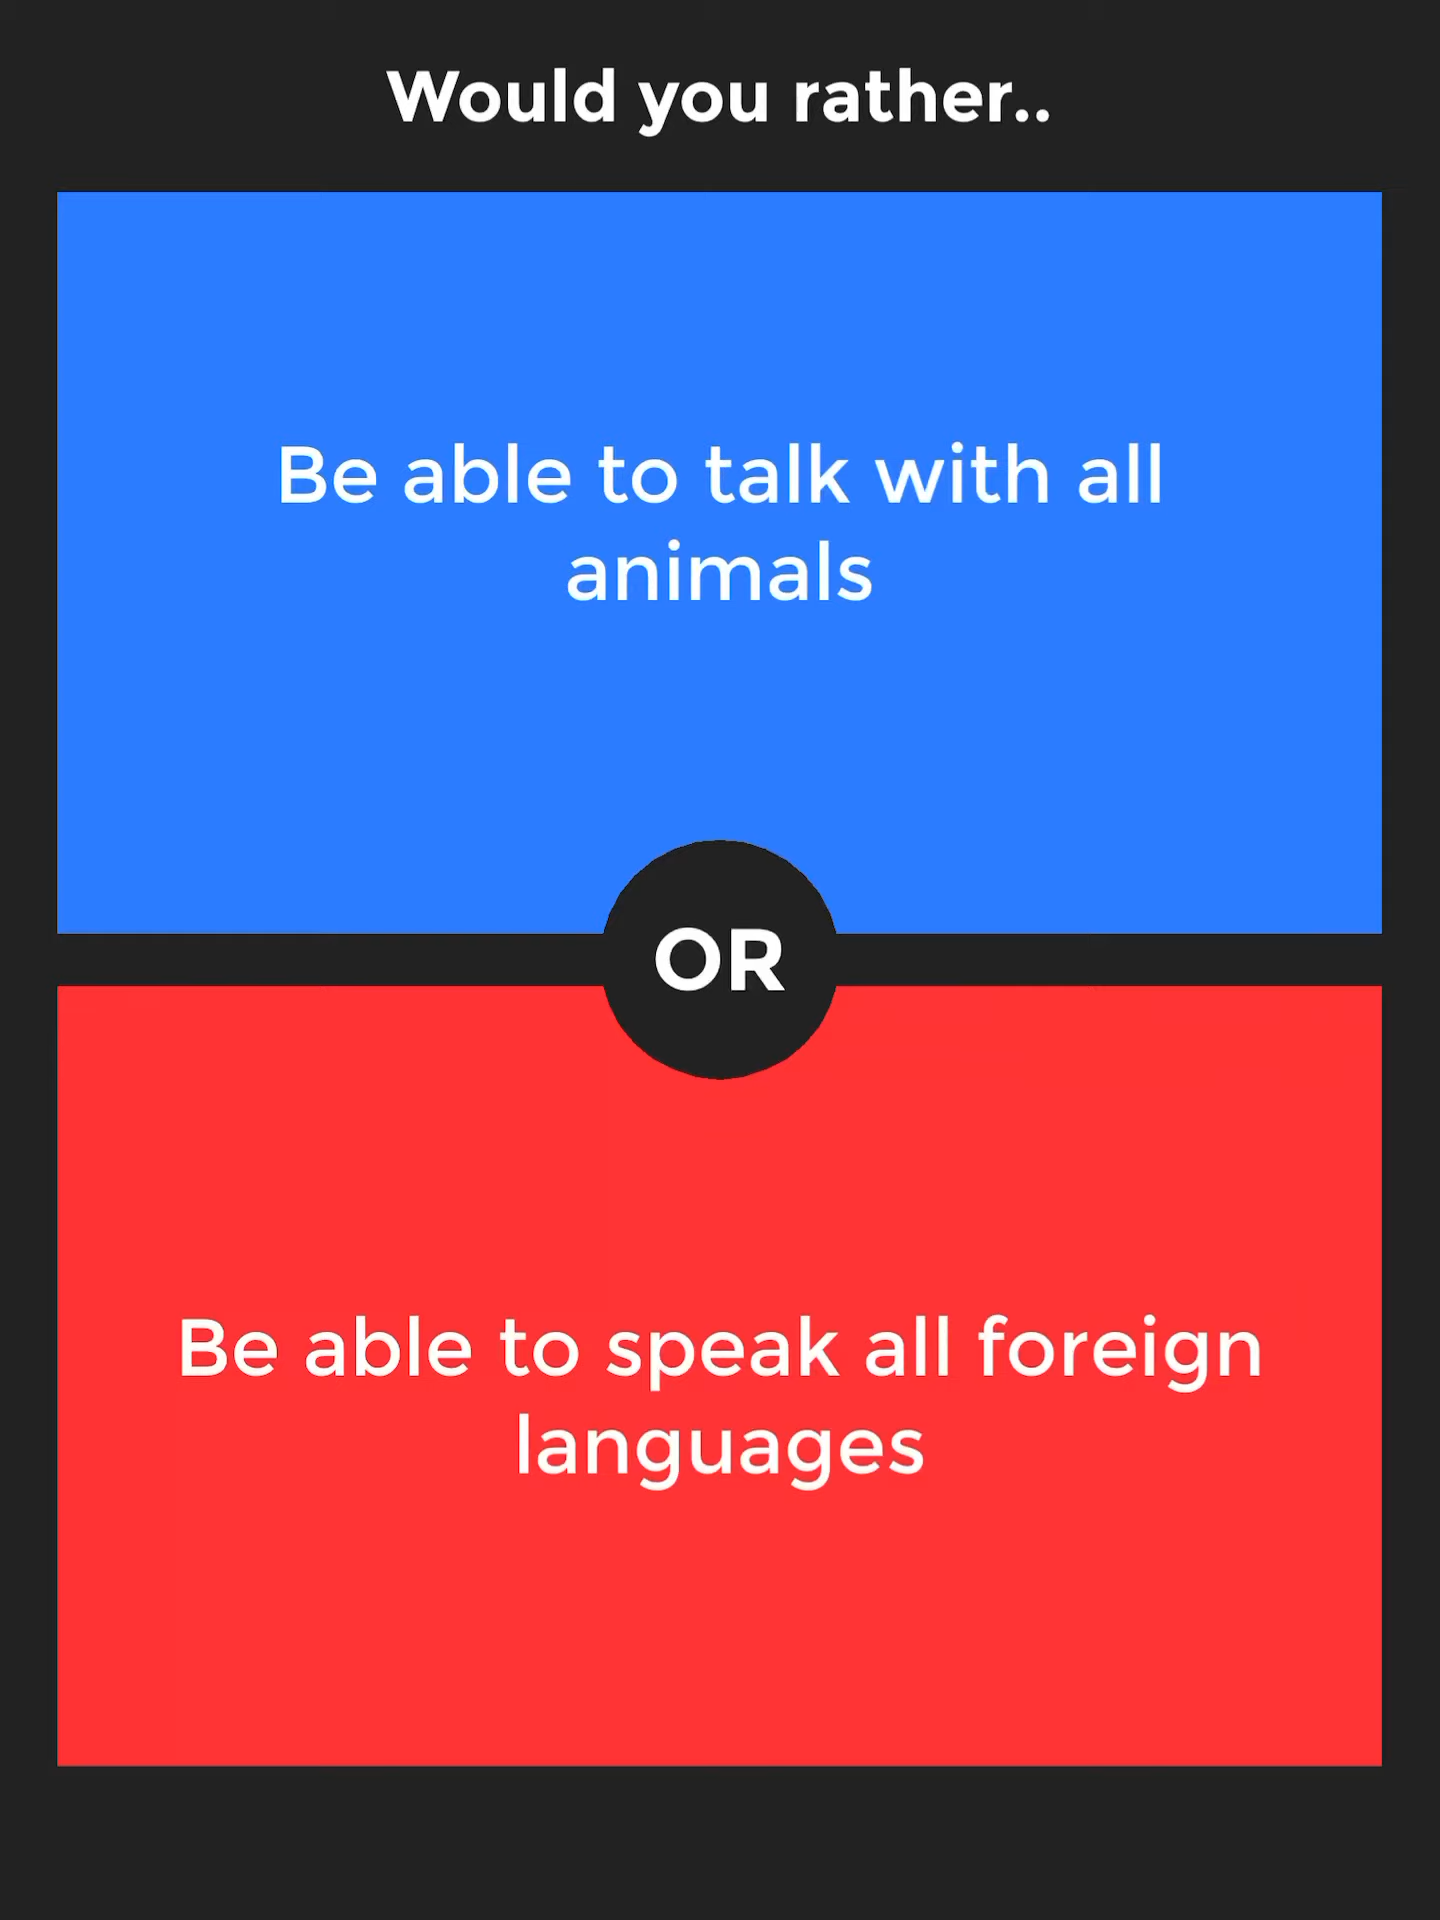 Would you rather..
Be able to talk with all
animals
OR
Be able to speak all foreign
languages